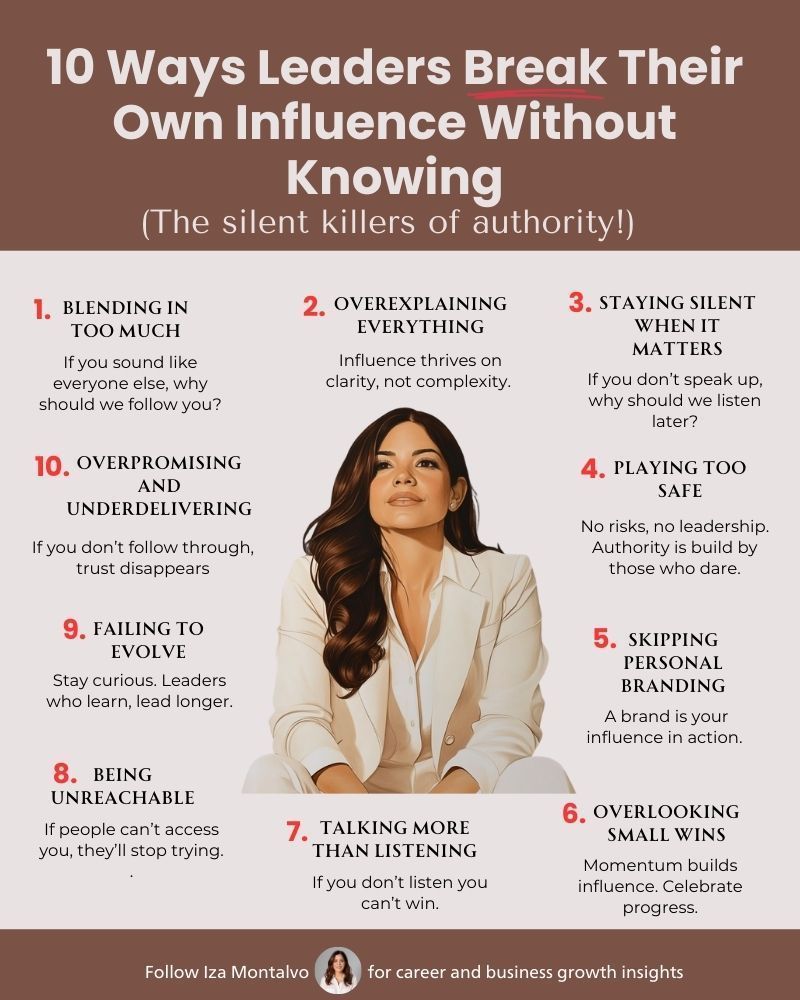 10 Ways Leaders Break Their
Own Influence Without
Knowing
(The silent killers of authority!)
1. BLENDING IN
TOO MUCH
If you sound like
everyone else, why
should we follow you?
2. OVEREXPLAINING
EVERYTHING
Influence thrives on
clarity, not complexity.
3. STAYING SILENT
WHEN IT
MATTERS
If you don’t speak up,
why should we listen
later?
4. PLAYING TOO
SAFE
No risks, no leadership.
Authority is build by
those who dare.
5. SKIPPING
PERSONAL
BRANDING
A brand is your
influence in action.
6. OVERLOOKING
SMALL WINS
Momentum builds
influence. Celebrate
progress.
7. TALKING MORE
THAN LISTENING
If you don’t listen you
can’t win.
8. BEING
UNREACHABLE
If people can’t access
you, they’ll stop trying.
.
9. FAILING TO
EVOLVE
Stay curious. Leaders
who learn, lead longer.
10. OVERPROMISING
AND
UNDERDELIVERING
If you don’t follow through,
trust disappears
Follow Iza Montalvo for career and business growth insights